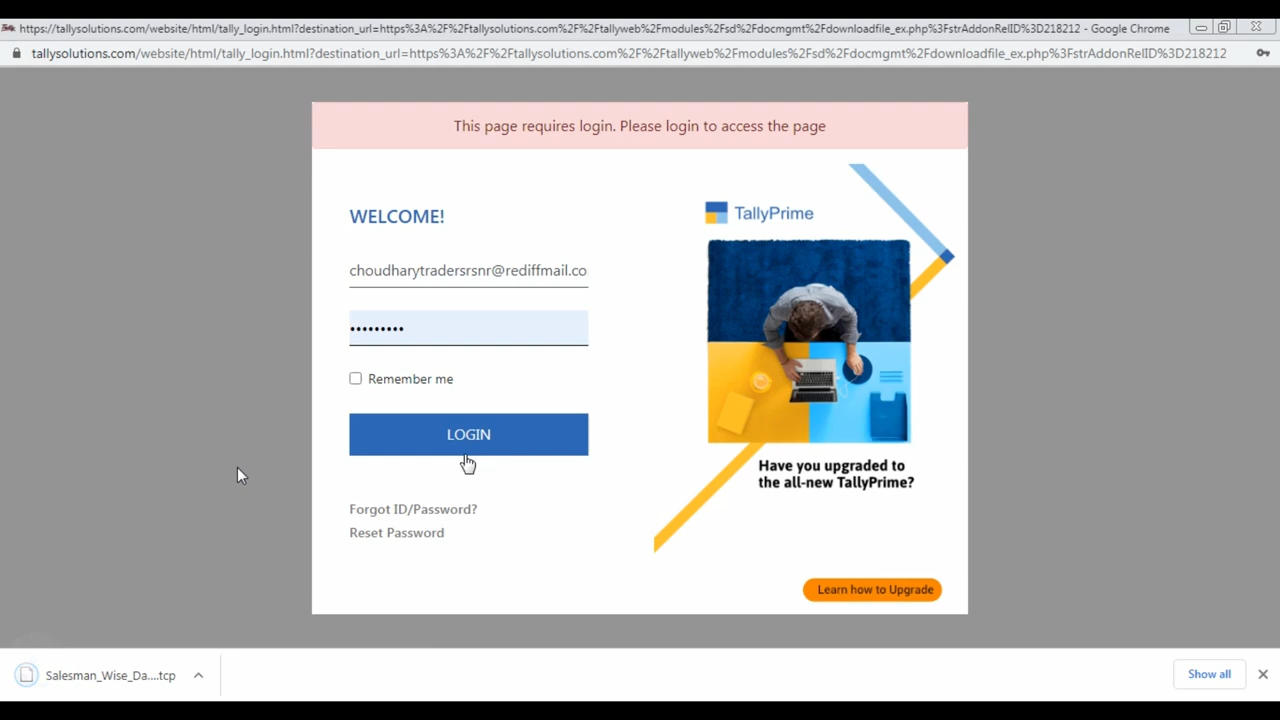 https://tallysolutions.com/website/html/tally_login.html?destination_url=https%3A%2F%2Ftallysolutions.com%2F%2Ftallyweb%2Fmodules%2Fsd%2Fdocmgmt%2Fdownloadfile_ex.php%3FstrAddonRelID%3D218212 - Google Chrome
tallysolutions.com/website/html/tally_login.html?destination_url=https%3A%2F%2Ftallysolutions.com%2F%2Ftallyweb%2Fmodules%2Fsd%2Fdocmgmt%2Fdownloadfile_ex.php%3FstrAddonRelID%3D218212
This page requires login. Please login to access the page
WELCOME!
choudharytradersrsnr@rediffmail.co
•••••••••
Remember me
LOGIN
Forgot ID/Password?
Reset Password
TallyPrime
Have you upgraded to
the all-new TallyPrime?
Learn how to Upgrade
Salesman_Wise_Da....tcp
Show all